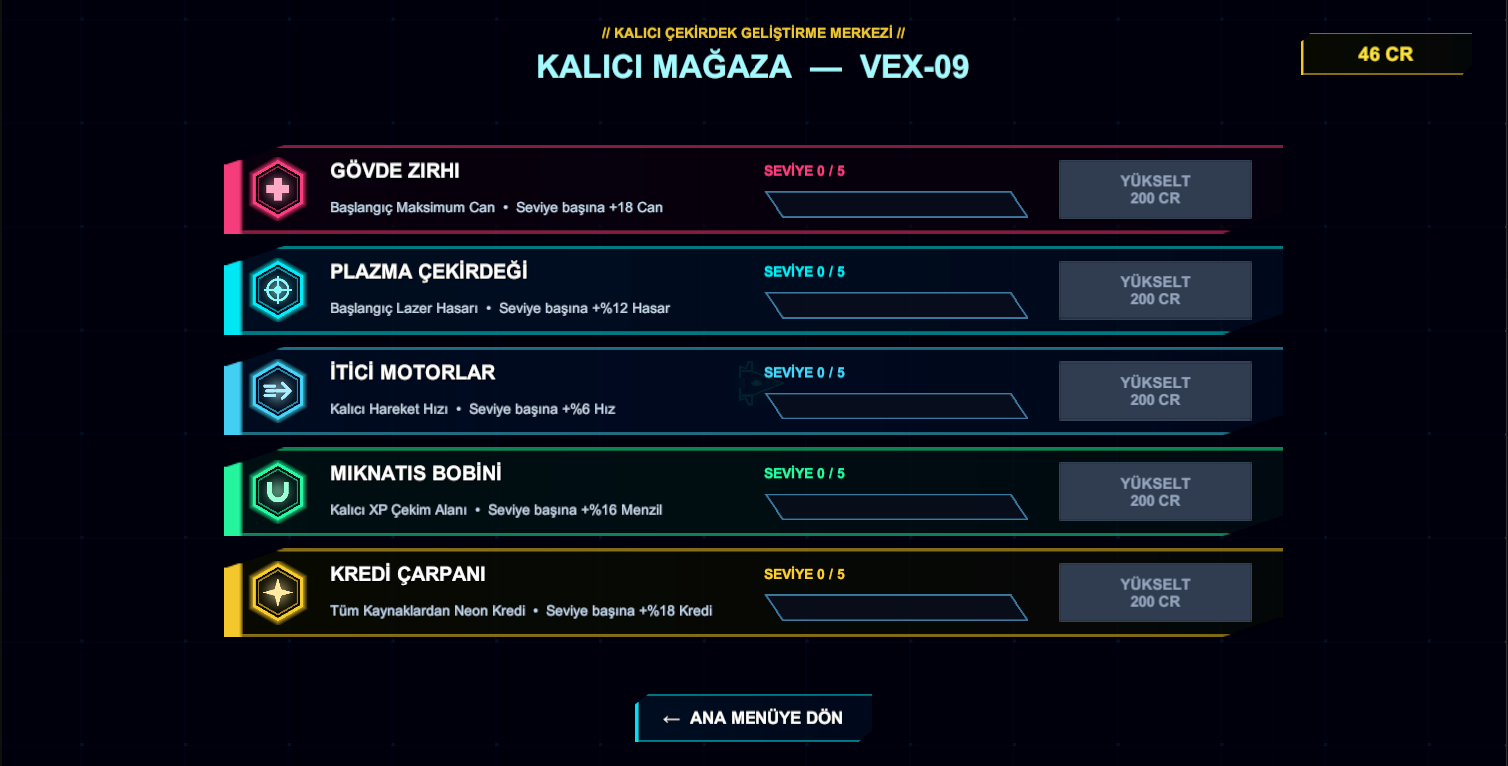 // KALICI ÇEKİRDEK GELİŞTİRME MERKEZİ //
KALICI MAĞAZA — VEX-09
46 CR
GÖVDE ZIRHI
Başlangıç Maksimum Can • Seviye başına +18 Can
SEVİYE 0 / 5
YÜKSELT
200 CR
PLAZMA ÇEKİRDEĞİ
Başlangıç Lazer Hasarı • Seviye başına +%12 Hasar
SEVİYE 0 / 5
YÜKSELT
200 CR
İTİCİ MOTORLAR
Kalıcı Hareket Hızı • Seviye başına +%6 Hız
SEVİYE 0 / 5
YÜKSELT
200 CR
MIKNATIS BOBİNİ
Kalıcı XP Çekim Alanı • Seviye başına +%16 Menzil
SEVİYE 0 / 5
YÜKSELT
200 CR
KREDİ ÇARPANI
Tüm Kaynaklardan Neon Kredi • Seviye başına +%18 Kredi
SEVİYE 0 / 5
YÜKSELT
200 CR
← ANA MENÜYE DÖN